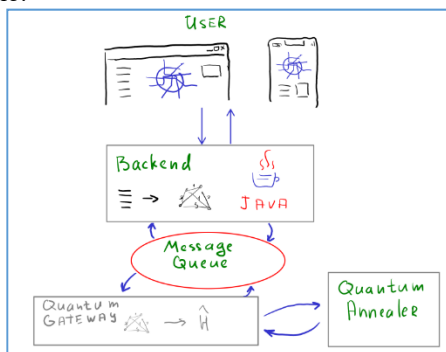 USER
Backend
JAVA
Message
Queue
Quantum
GATEWAY
Ĥ
Quantum
Annealer